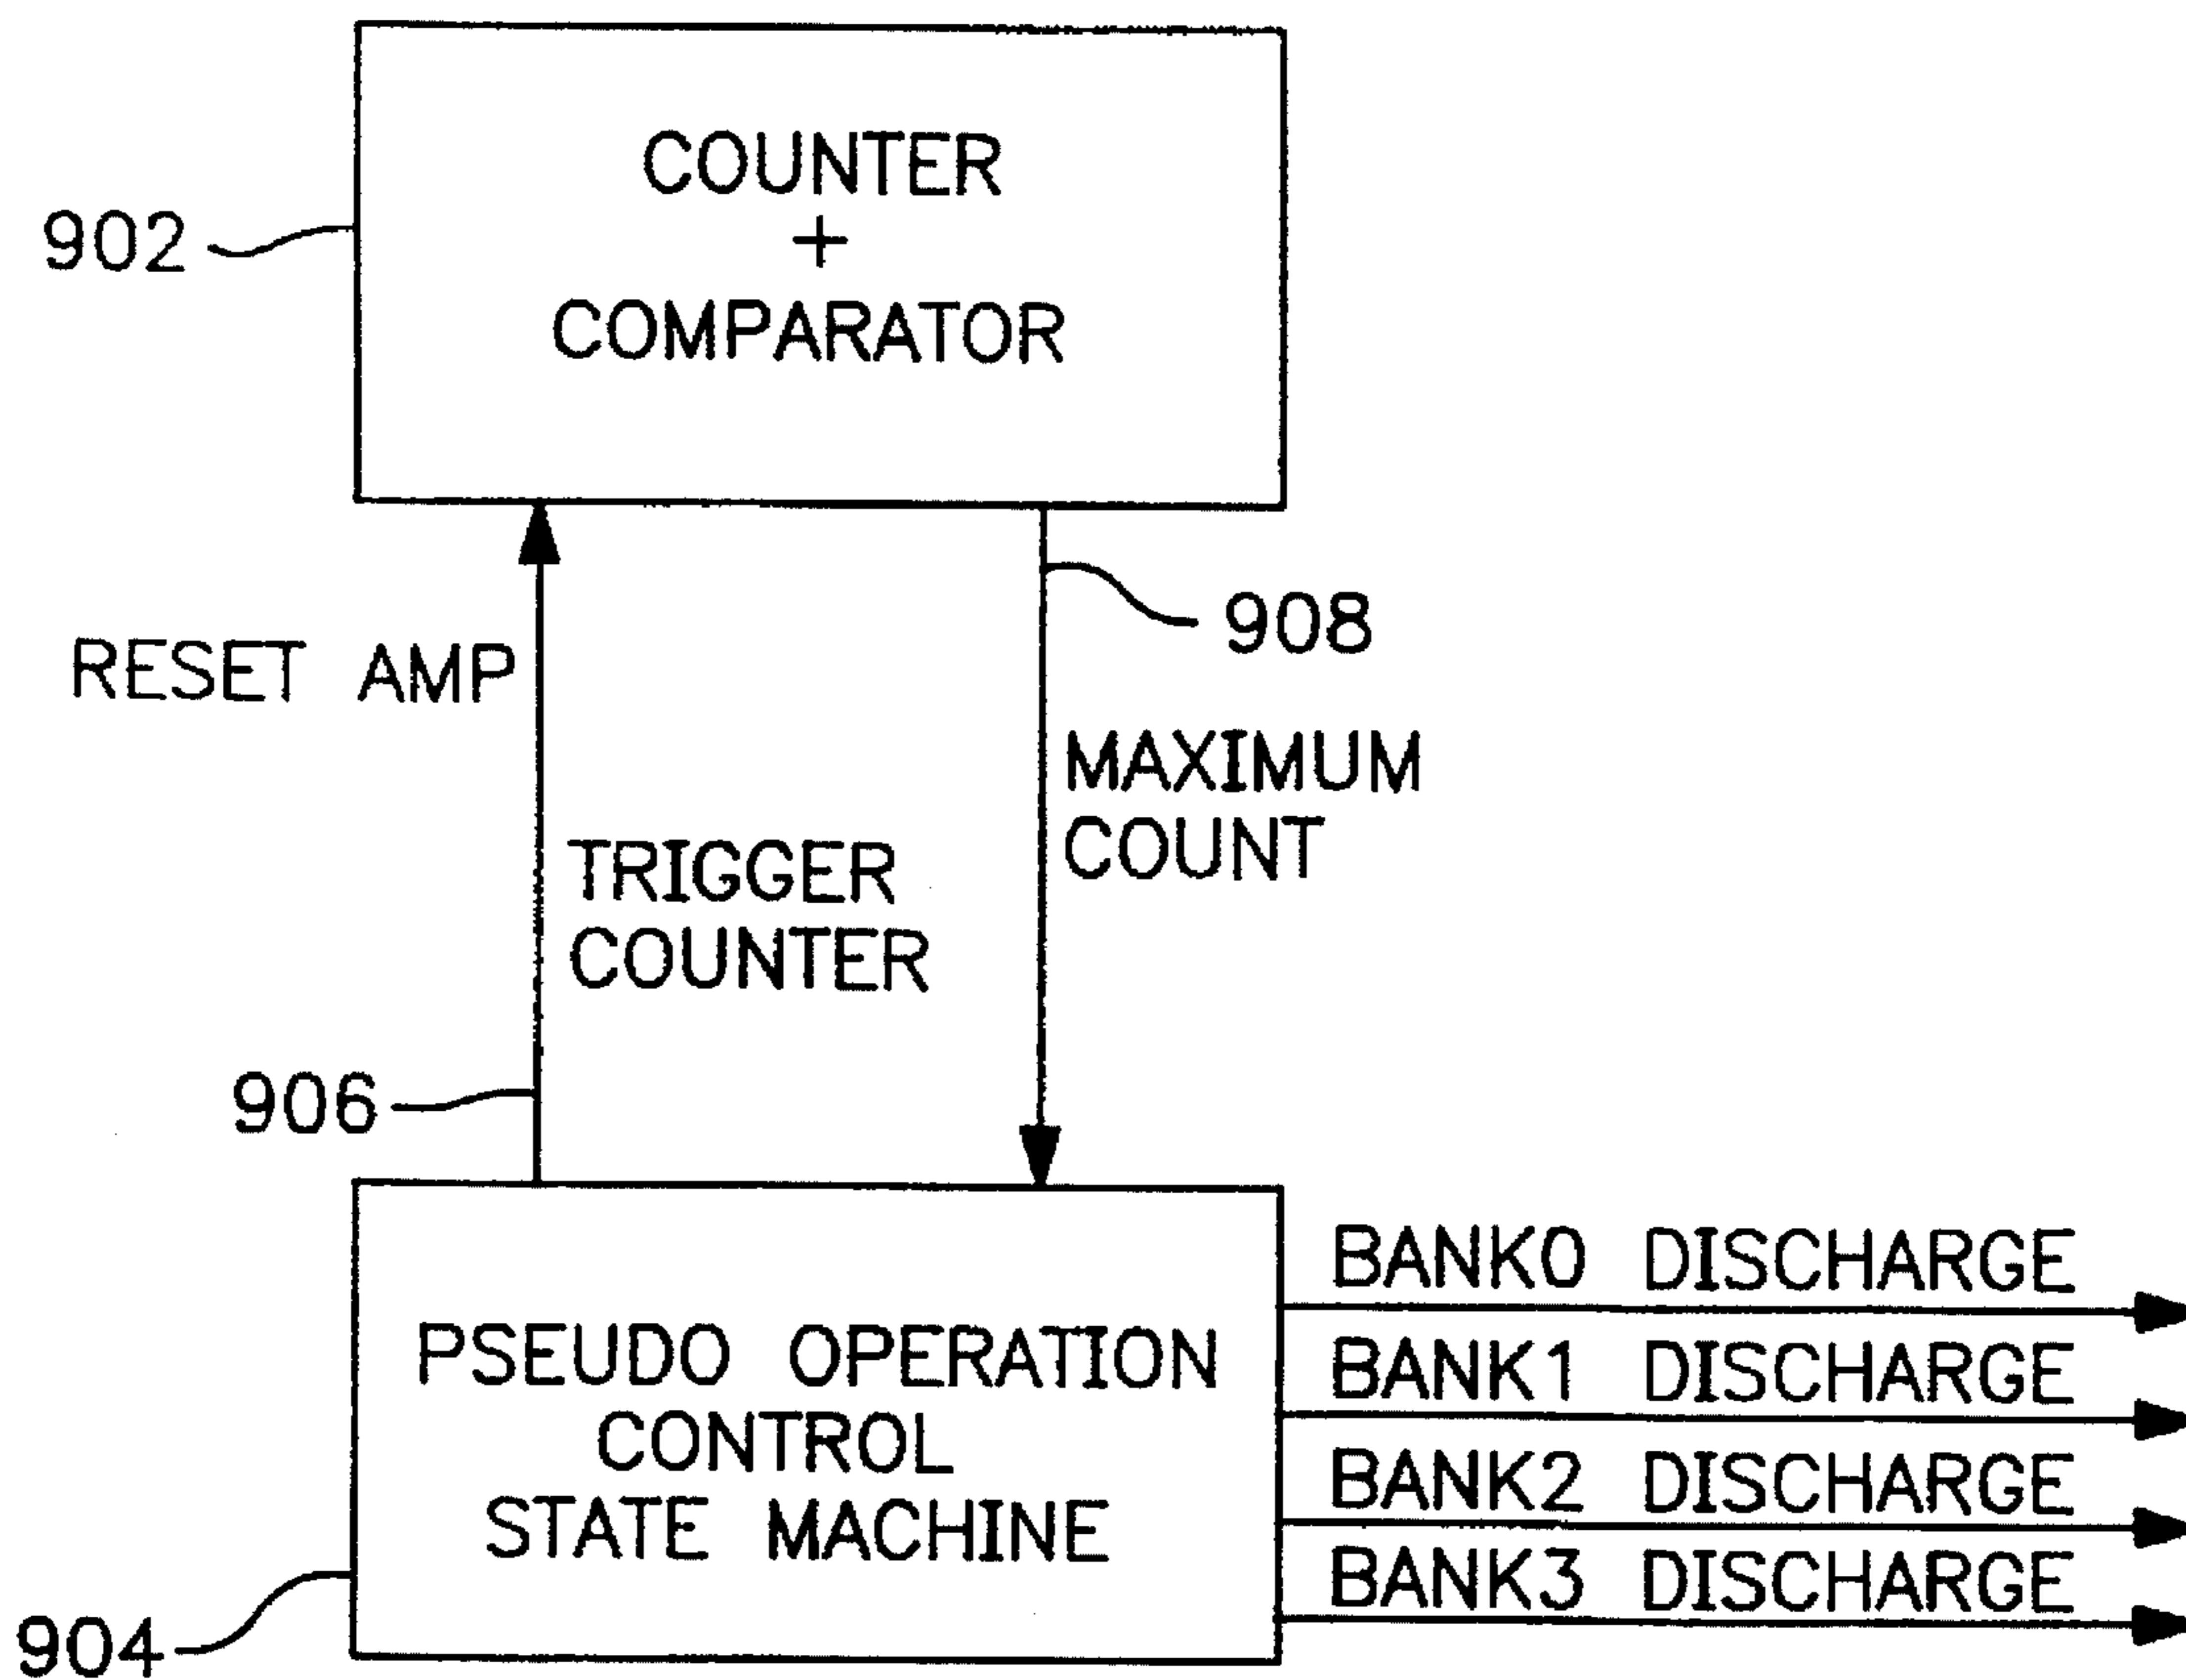 COUNTER
+
COMPARATOR
902
908
RESET AMP
MAXIMUM
COUNT
TRIGGER
COUNTER
906
BANK0 DISCHARGE
BANK1 DISCHARGE
BANK2 DISCHARGE
BANK3 DISCHARGE
PSEUDO OPERATION
CONTROL
STATE MACHINE
904